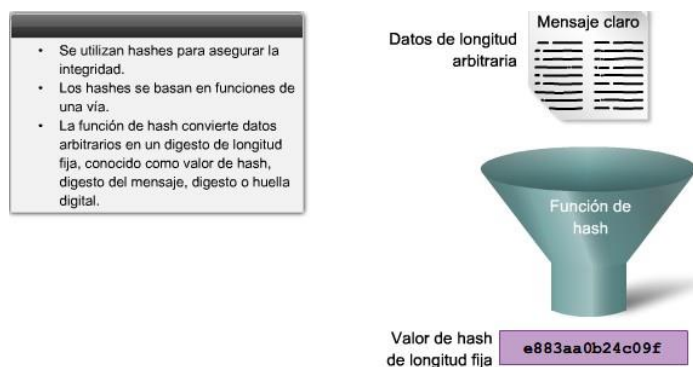 • Se utilizan hashes para asegurar la
integridad.
• Los hashes se basan en funciones de
una vía.
• La función de hash convierte datos
arbitrarios en un digesto de longitud
fija, conocido como valor de hash,
digesto del mensaje, digesto o huella
digital.
Mensaje claro
Datos de longitud
arbitraria
Función de
hash
Valor de hash
de longitud fija
e883aa0b24c09f